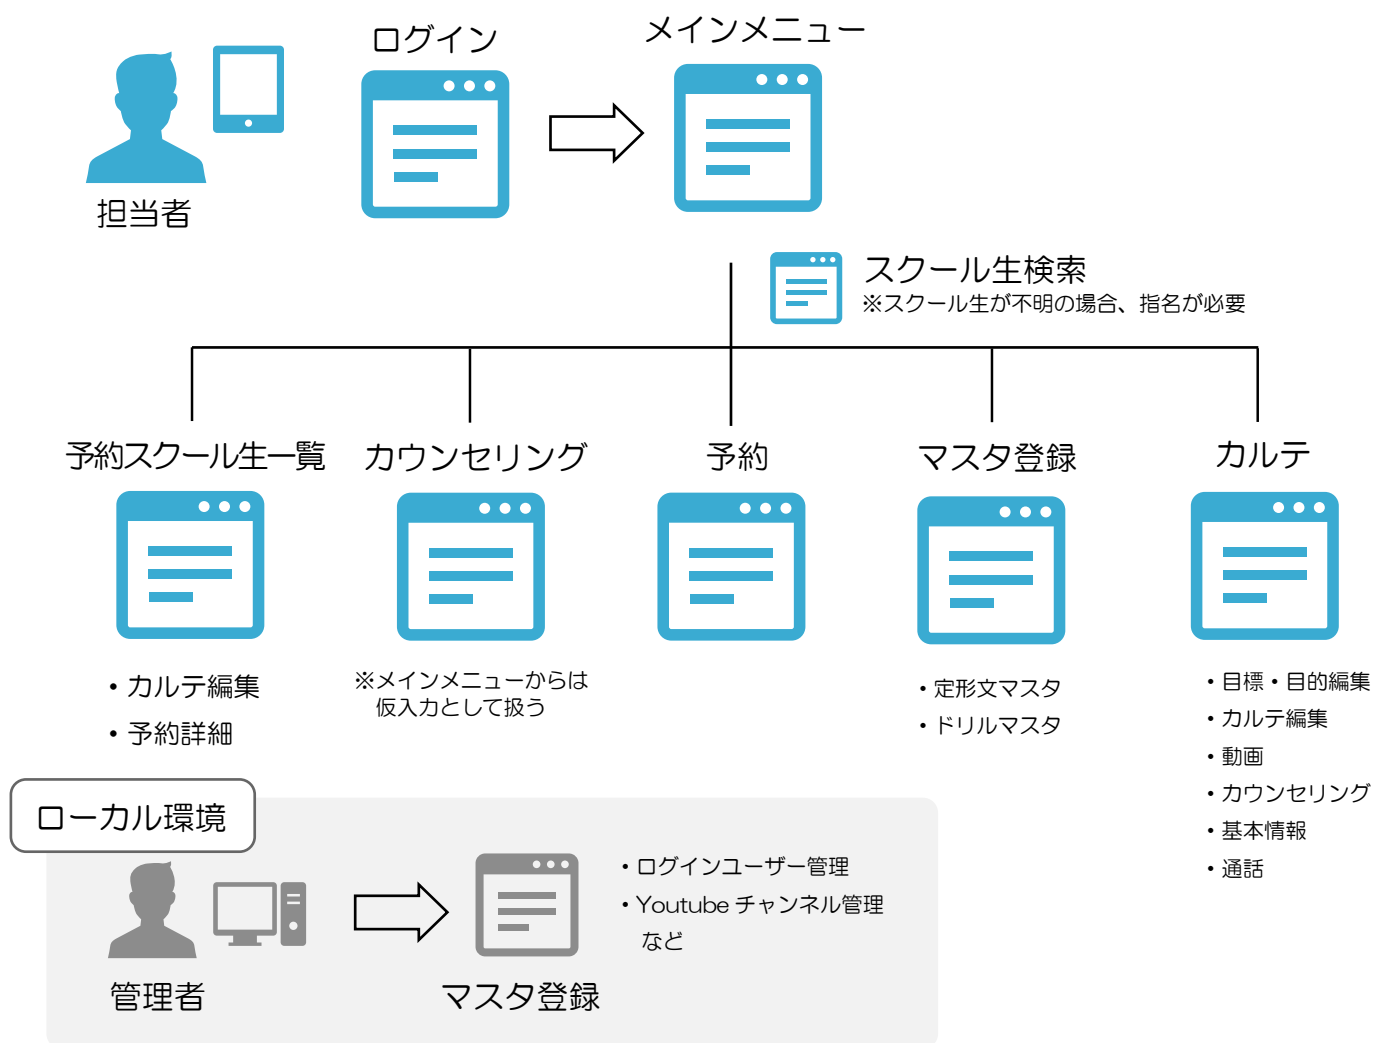 ログイン
メインメニュー
担当者
スクール生検索
※スクール生が不明の場合、指名が必要
予約スクール生一覧
カウンセリング
予約
マスタ登録
カルテ
・カルテ編集
・予約詳細
※メインメニューからは
仮入力として扱う
・定形文マスタ
・ドリルマスタ
・目標・目的編集
・カルテ編集
・動画
・カウンセリング
・基本情報
・通話
ローカル環境
管理者
マスタ登録
・ログインユーザー管理
・Youtube チャンネル管理
など